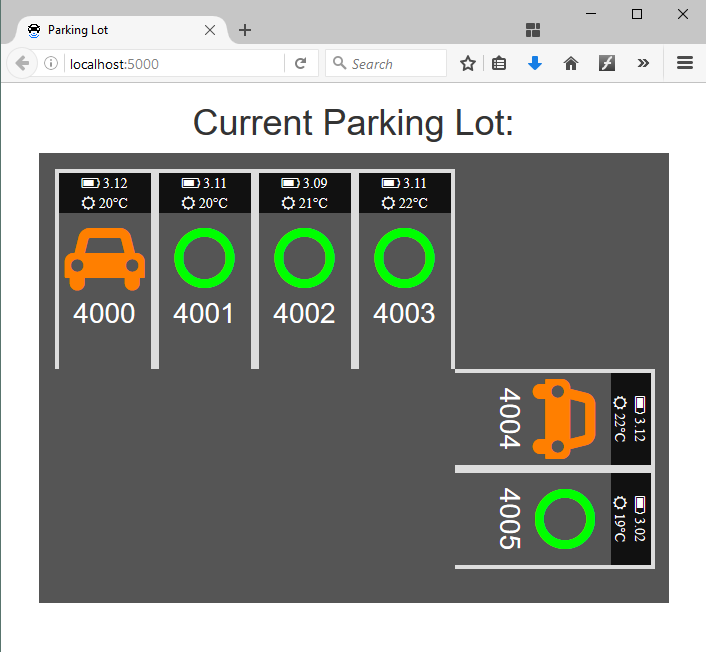 Parking Lot
localhost:5000
Search
Current Parking Lot:
3.12
20°C
4000
3.11
20°C
4001
3.09
21°C
4002
3.11
22°C
4003
3.12
22°C
4004
3.02
19°C
4005